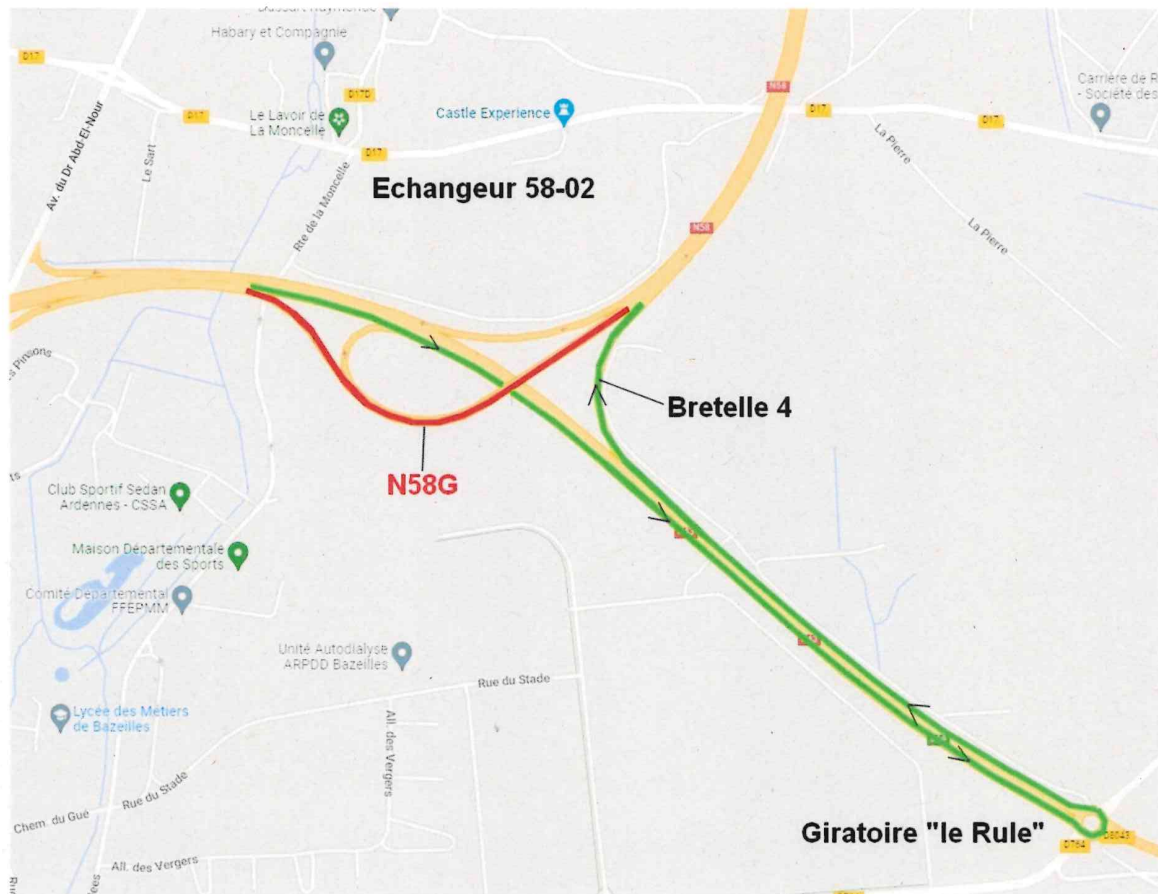 Habary et Compagnie
D17
D17D
D17
Le Lavoir de
La Moncelle
Castle Experience
N58
D17
D17
Carrière de R
- Société des
D17
Av. du Dr Abd-El-Nour
Le Sart
Rte de la Moncelle
La Pierre
La Pierre
Echangeur 58-02
N58
Bretelle 4
N58G
Club Sportif Sedan
Ardennes - CSSA
Maison Départementale
des Sports
Comité Départemental
FFEPMM
Unité Autodialyse
ARPDD Bazeilles
Rue du Stade
Lycée des Métiers
de Bazeilles
All. des Vergers
Rue du Stade
Chem. du Gué
All. des Vergers
Giratoire "le Rule"
D8043
D764